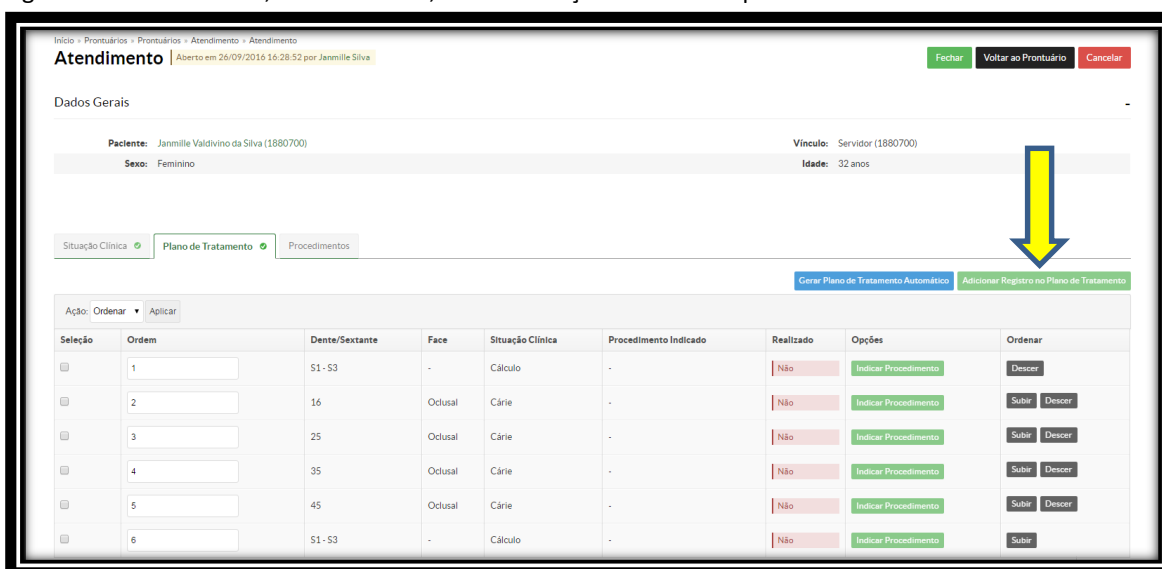 Início » Prontuários » Prontuários » Atendimento » Atendimento
Atendimento Aberto em 26/09/2016 16:28:52 por Janmille Silva
Fechar Voltar ao Prontuário Cancelar
Dados Gerais -
Paciente: Janmille Valdivino da Silva (1880700) Vínculo: Servidor (1880700)
Sexo: Feminino Idade: 32 anos
Situação Clínica Plano de Tratamento Procedimentos
Gerar Plano de Tratamento Automático Adicionar Registro no Plano de Tratamento
Ação: Ordenar Aplicar
Seleção Ordem Dente/Sextante Face Situação Clínica Procedimento Indicado Realizado Opções Ordenar
1 S1 - S3 - Cálculo - Não Indicar Procedimento Descer
2 16 Oclusal Cárie - Não Indicar Procedimento Subir Descer
3 25 Oclusal Cárie - Não Indicar Procedimento Subir Descer
4 35 Oclusal Cárie - Não Indicar Procedimento Subir Descer
5 45 Oclusal Cárie - Não Indicar Procedimento Subir Descer
6 S1 - S3 - Cálculo - Não Indicar Procedimento Subir